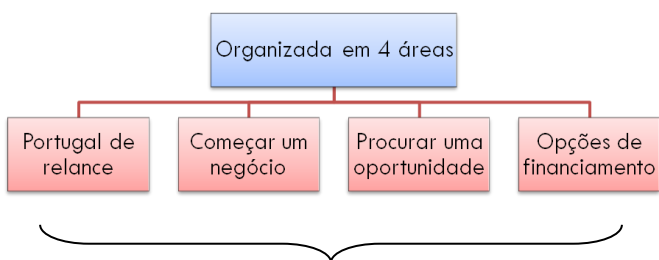 Organizada em 4 áreas
Portugal de
relance
Começar um
negócio
Procurar uma
oportunidade
Opções de
financiamento